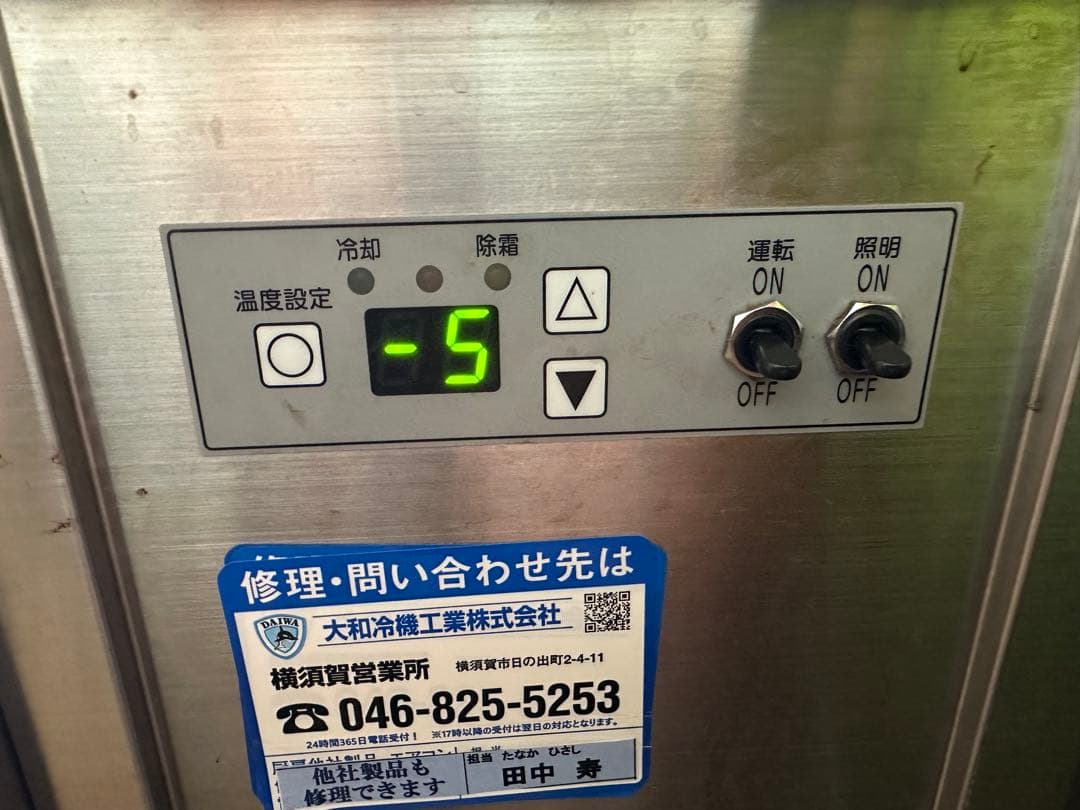 冷却 除霜
温度設定
-5
運転 照明
ON ON
OFF OFF
修理・問い合わせ先は
DAIWA
大和冷機工業株式会社
横須賀営業所 横須賀市日の出町2-4-11
046-825-5253
24時間365日電話受付! ※17時以降の受付は翌日の対応となります。
他社製品も
修理できます
担当 たなか ひさし
田中 寿